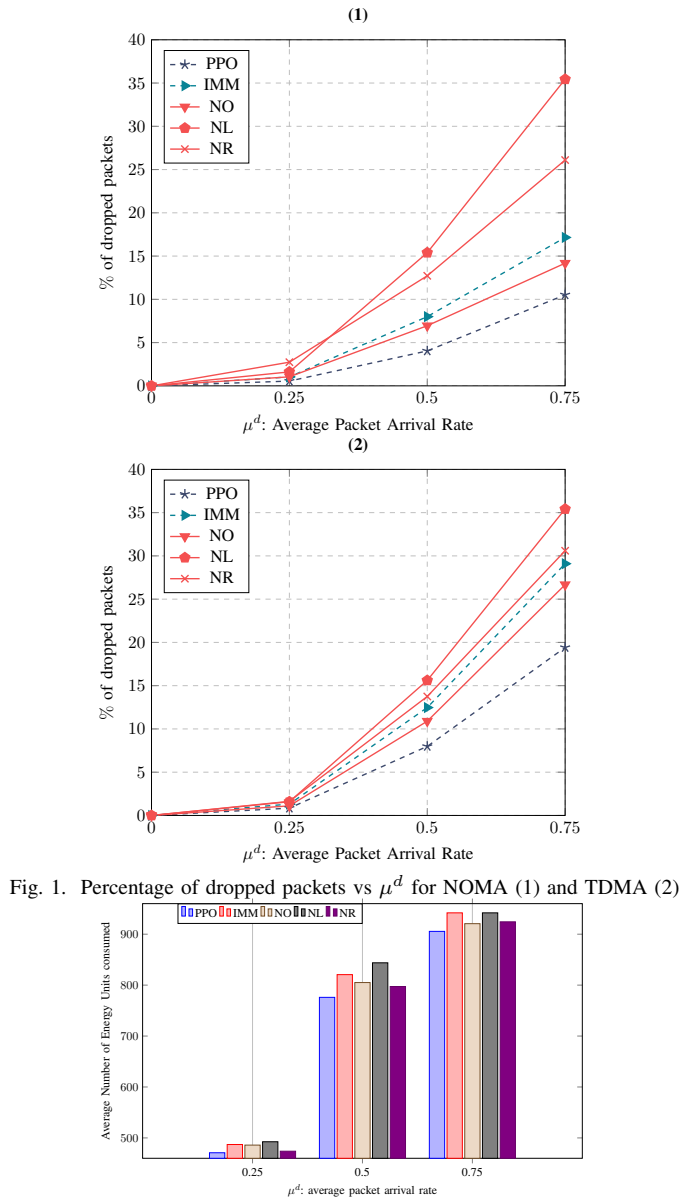 (1)
40
35
30
25
20
15
10
5
0
% of dropped packets
PPO
IMM
NO
NL
NR
0 0.25 0.5 0.75
μ^d: Average Packet Arrival Rate
(2)
40
35
30
25
20
15
10
5
0
% of dropped packets
PPO
IMM
NO
NL
NR
0 0.25 0.5 0.75
μ^d: Average Packet Arrival Rate
Fig. 1. Percentage of dropped packets vs μ^d for NOMA (1) and TDMA (2)
PPO IMM NO NL NR
900
800
700
600
500
Average Number of Energy Units consumed
0.25 0.5 0.75
μ^d: average packet arrival rate